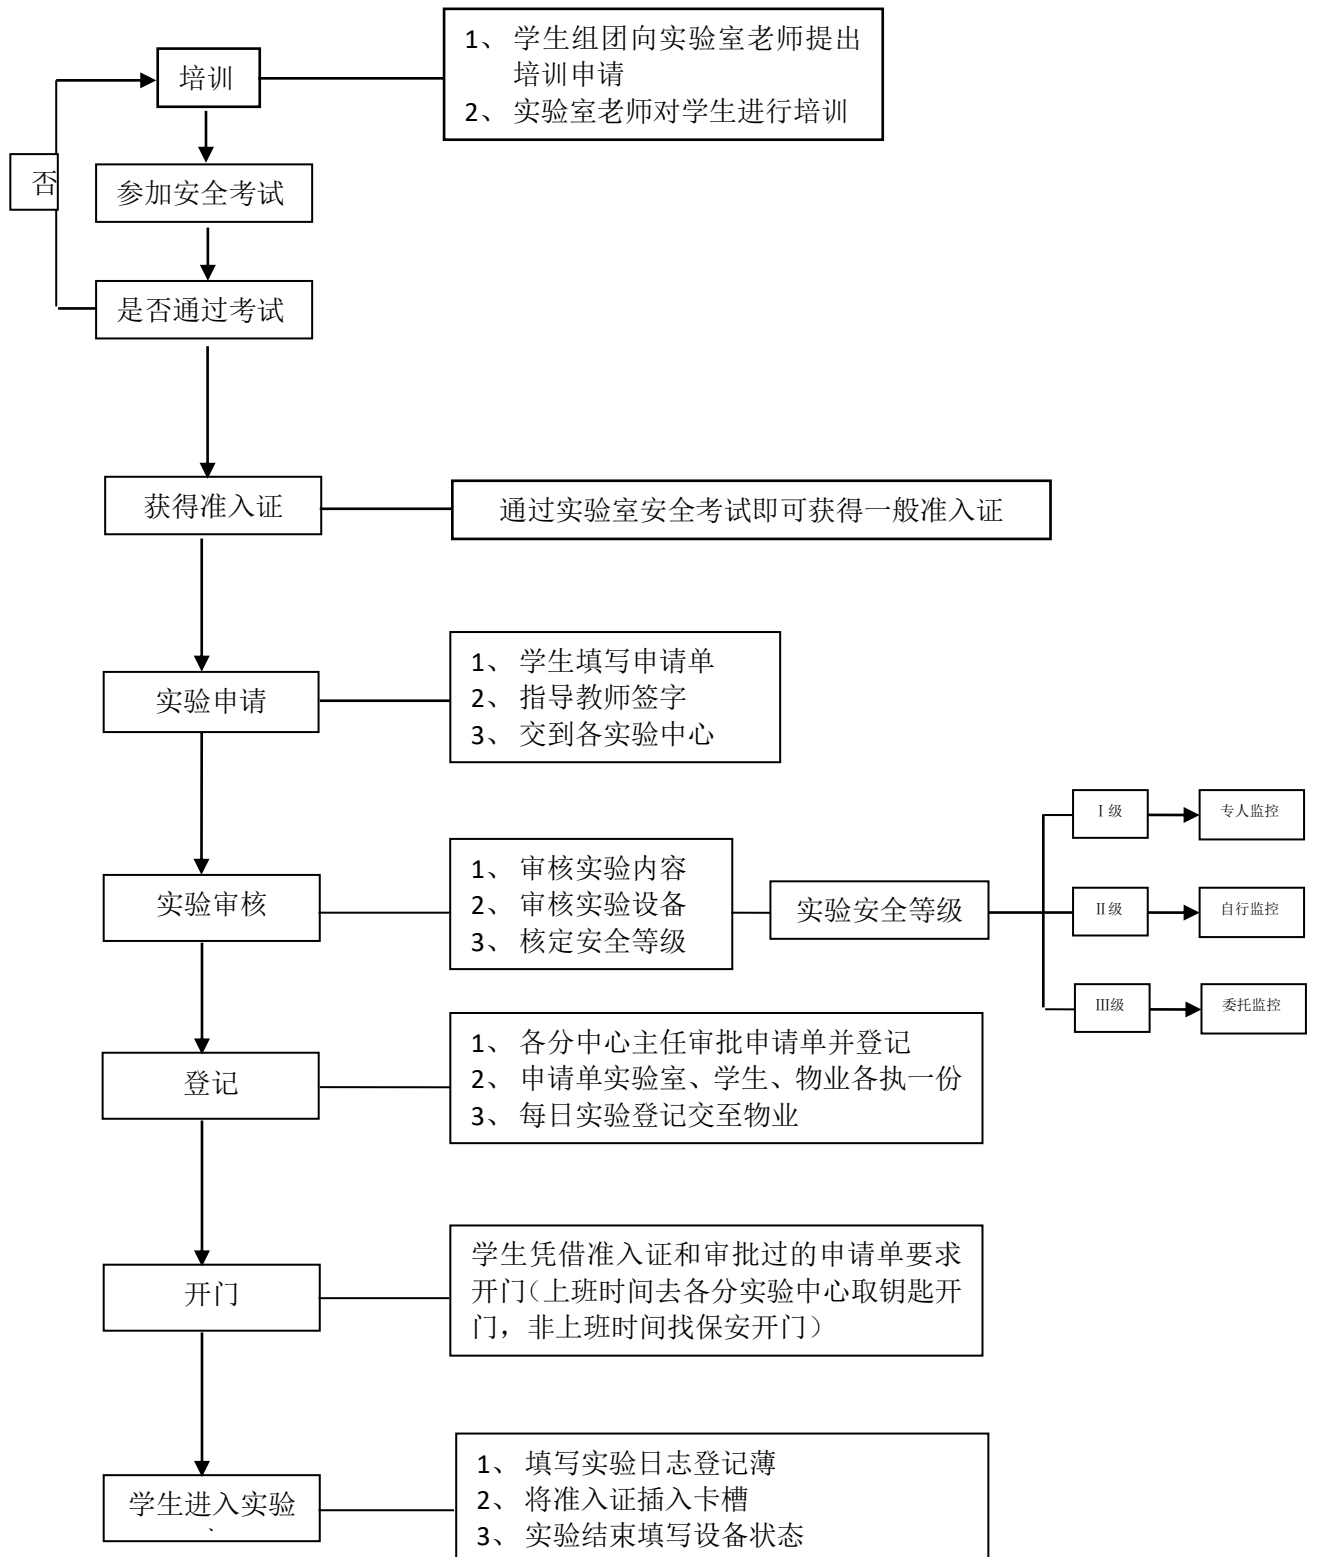 1、 学生组团向实验室老师提出
培训申请
2、 实验室老师对学生进行培训
培训
否
参加安全考试
是否通过考试
获得准入证
通过实验室安全考试即可获得一般准入证
1、 学生填写申请单
2、 指导教师签字
3、 交到各实验中心
实验申请
1、 审核实验内容
2、 审核实验设备
3、 核定安全等级
实验审核
实验安全等级
Ⅰ级
专人监控
Ⅱ级
自行监控
Ⅲ级
委托监控
1、 各分中心主任审批申请单并登记
2、 申请单实验室、学生、物业各执一份
3、 每日实验登记交至物业
登记
学生凭借准入证和审批过的申请单要求
开门（上班时间去各分实验中心取钥匙开
门，非上班时间找保安开门）
开门
1、 填写实验日志登记薄
2、 将准入证插入卡槽
3、 实验结束填写设备状态
学生进入实验